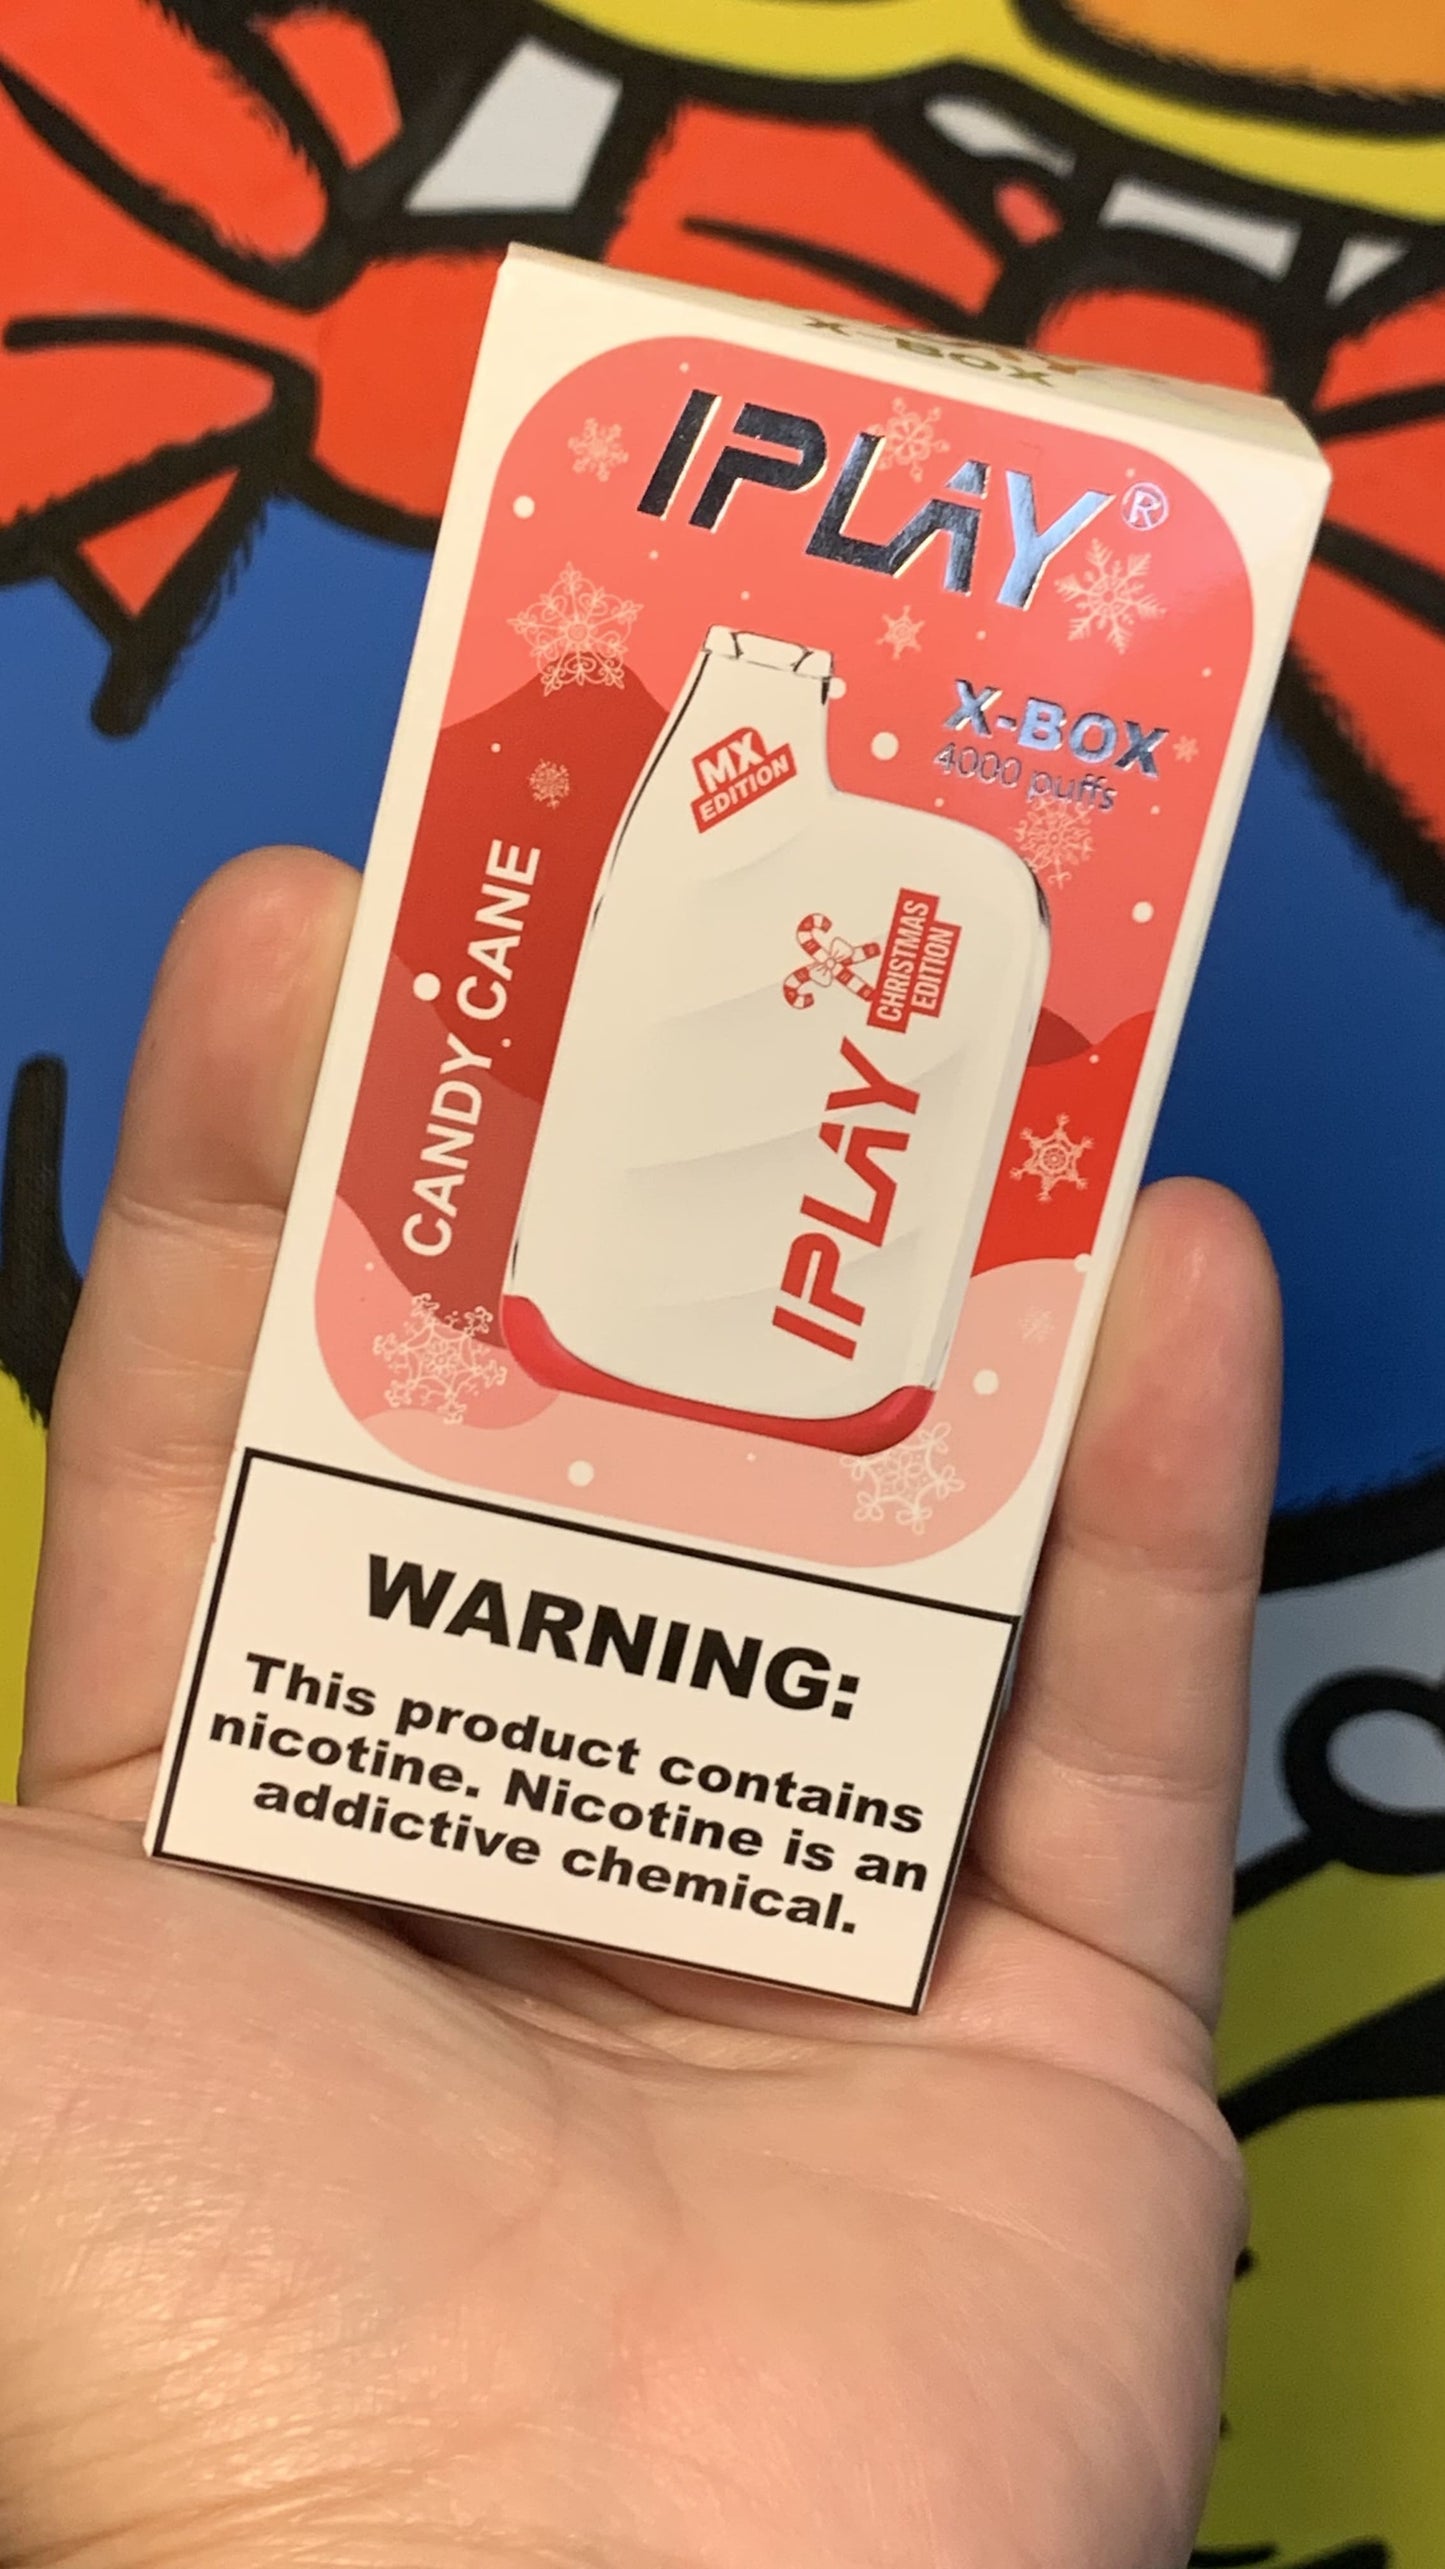 X-BOX
IPLAY®
X-BOX
4000 puffs
MX
EDITION
CANDY CANE
CHRISTMAS
EDITION
IPLAY
WARNING:
This product contains
nicotine. Nicotine is an
addictive chemical.